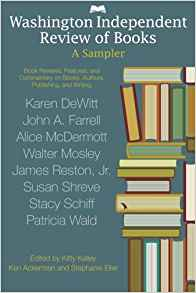 Washington Independent
Review of Books
A Sampler
Book Reviews, Features, and
Commentary on Books, Authors,
Publishing, and Writing
Karen DeWitt
John A. Farrell
Alice McDermott
Walter Mosley
James Reston, Jr.
Susan Shreve
Stacy Schiff
Patricia Wald
Edited by Kitty Kelley
Ken Ackerman and Stephanie Eller